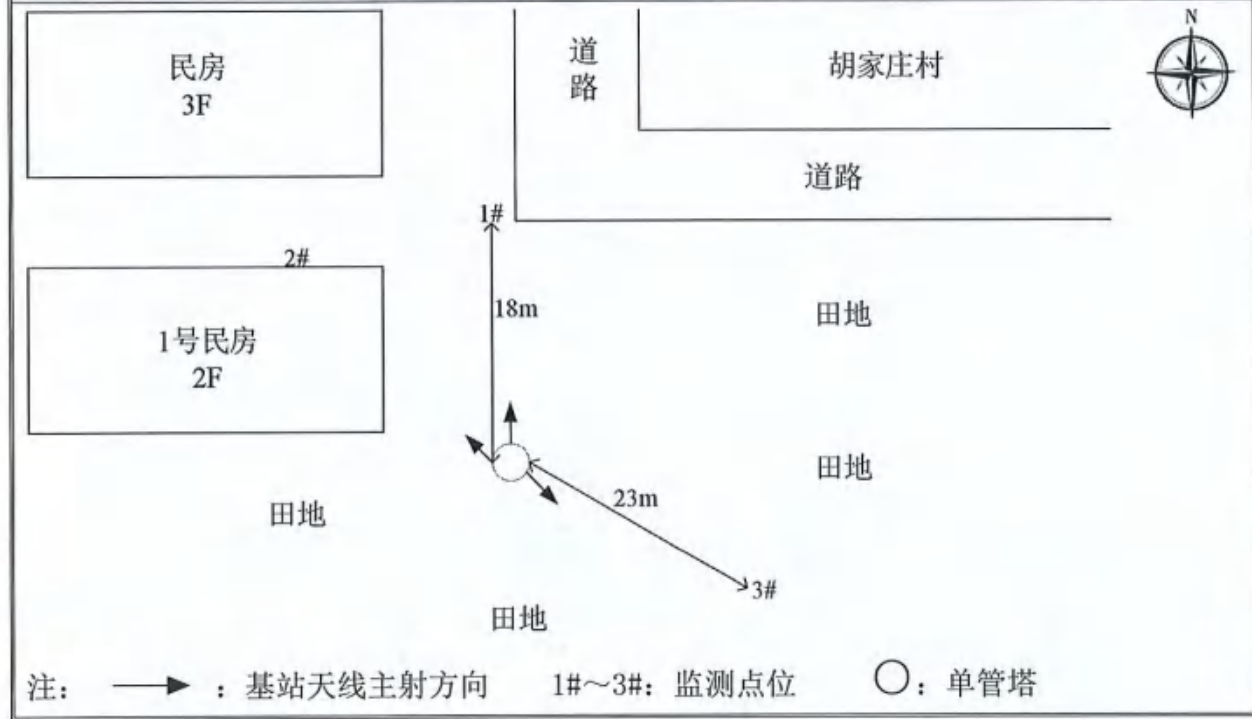 N
民房
3F
道
路
胡家庄村
道路
1#
2#
18m
田地
1号民房
2F
田地
23m
田地
3#
田地
注： ：基站天线主射方向 1#～3#：监测点位 ：单管塔